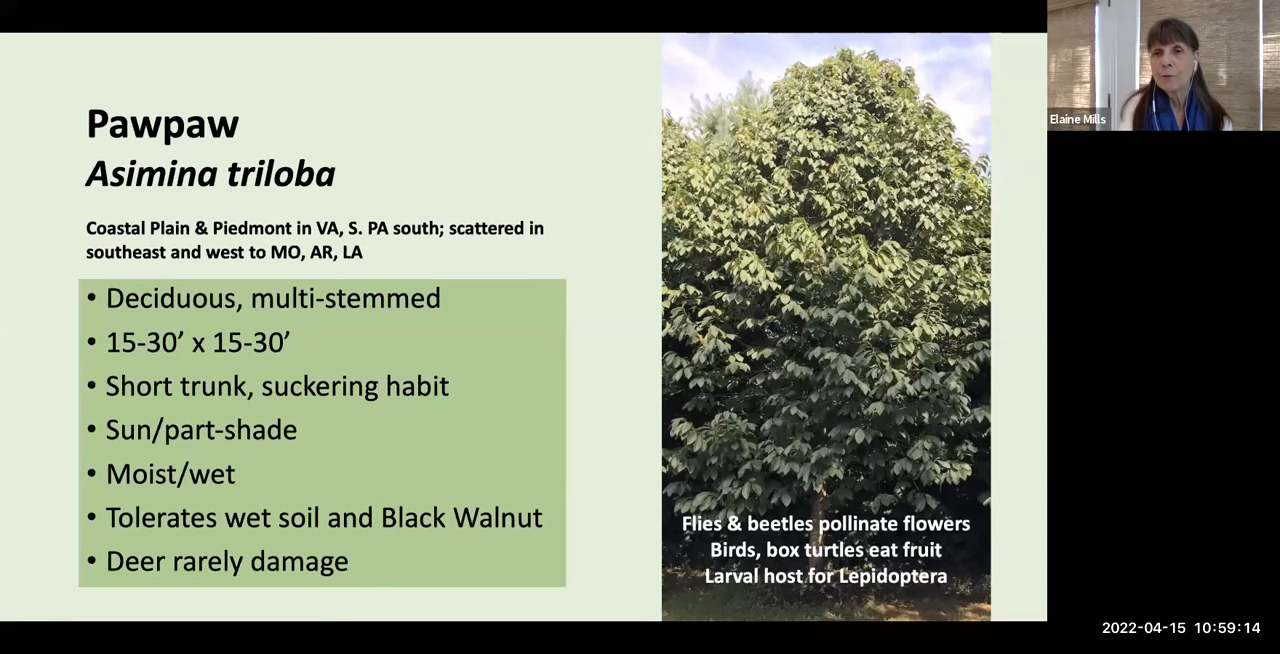 Pawpaw
Asimina triloba
Coastal Plain & Piedmont in VA, S. PA south; scattered in
southeast and west to MO, AR, LA
• Deciduous, multi-stemmed
• 15-30’ x 15-30’
• Short trunk, suckering habit
• Sun/part-shade
• Moist/wet
• Tolerates wet soil and Black Walnut
• Deer rarely damage
Flies & beetles pollinate flowers
Birds, box turtles eat fruit
Larval host for Lepidoptera
Elaine Mills
2022-04-15 10:59:14